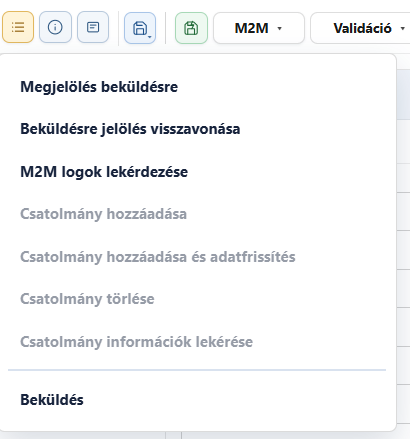 M2M
Validáció
Megjelölés beküldésre
Beküldésre jelölés visszavonása
M2M logok lekérdezése
Csatolmány hozzáadása
Csatolmány hozzáadása és adatfrissítés
Csatolmány törlése
Csatolmány információk lekérése
Beküldés